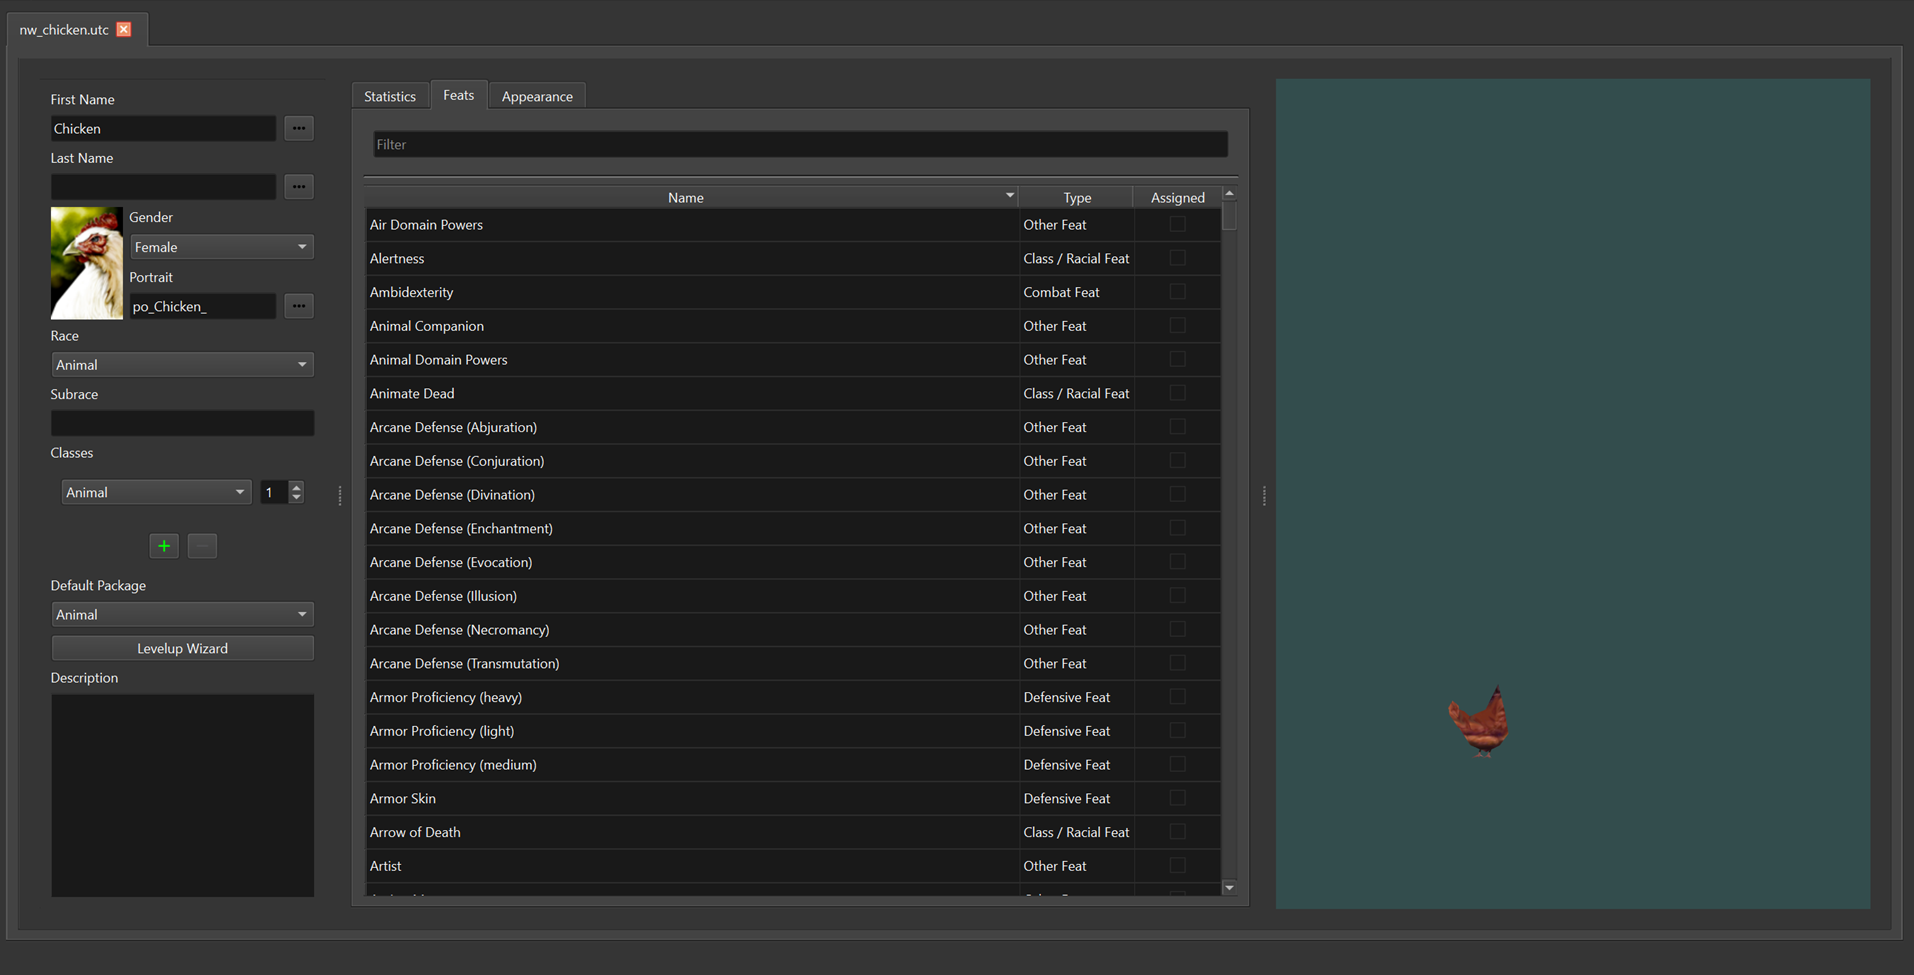 nw_chicken.utc
First Name
Chicken
Last Name
Gender
Female
Portrait
po_Chicken_
Race
Animal
Subrace
Classes
Animal
1
Default Package
Animal
Levelup Wizard
Description
Statistics Feats Appearance
Filter
Name Type Assigned
Air Domain Powers Other Feat
Alertness Class / Racial Feat
Ambidexterity Combat Feat
Animal Companion Other Feat
Animal Domain Powers Other Feat
Animate Dead Class / Racial Feat
Arcane Defense (Abjuration) Other Feat
Arcane Defense (Conjuration) Other Feat
Arcane Defense (Divination) Other Feat
Arcane Defense (Enchantment) Other Feat
Arcane Defense (Evocation) Other Feat
Arcane Defense (Illusion) Other Feat
Arcane Defense (Necromancy) Other Feat
Arcane Defense (Transmutation) Other Feat
Armor Proficiency (heavy) Defensive Feat
Armor Proficiency (light) Defensive Feat
Armor Proficiency (medium) Defensive Feat
Armor Skin Defensive Feat
Arrow of Death Class / Racial Feat
Artist Other Feat